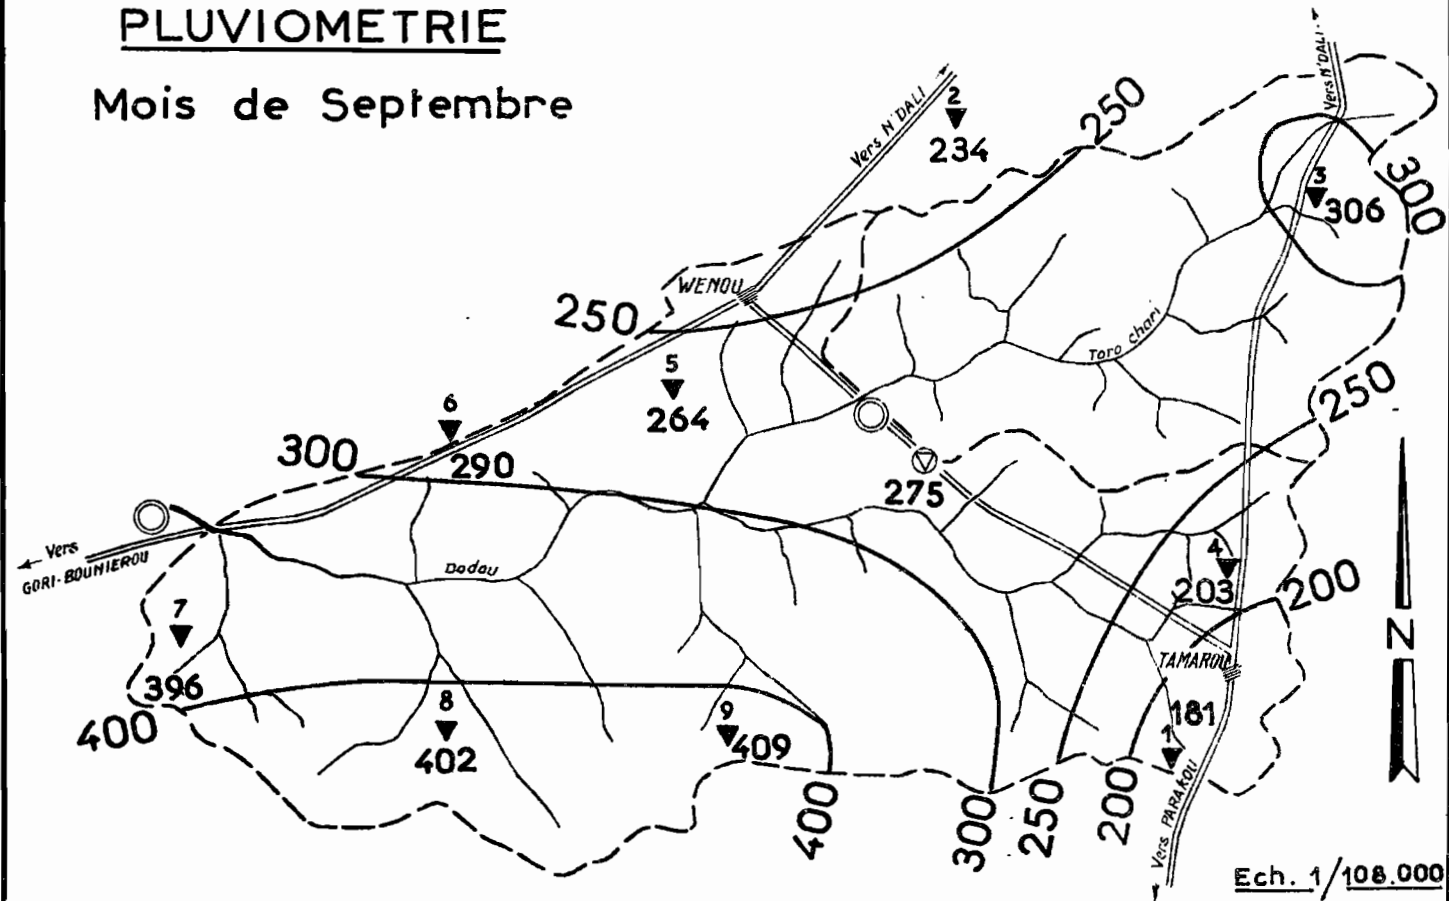 PLUVIOMETRIE
Mois de Septembre
Vers N'DALI
Vers N'DALI
2
234
250
3
306
300
WENOU
250
5
264
Toro chari
6
290
300
250
275
Vers
GORI-BOUNIEROU
Dodou
4
203
200
7
396
400
TAMAROU
N
8
402
9
409
181
1
400
300
250
200
Vers PARAKOU
Ech. 1/108.000